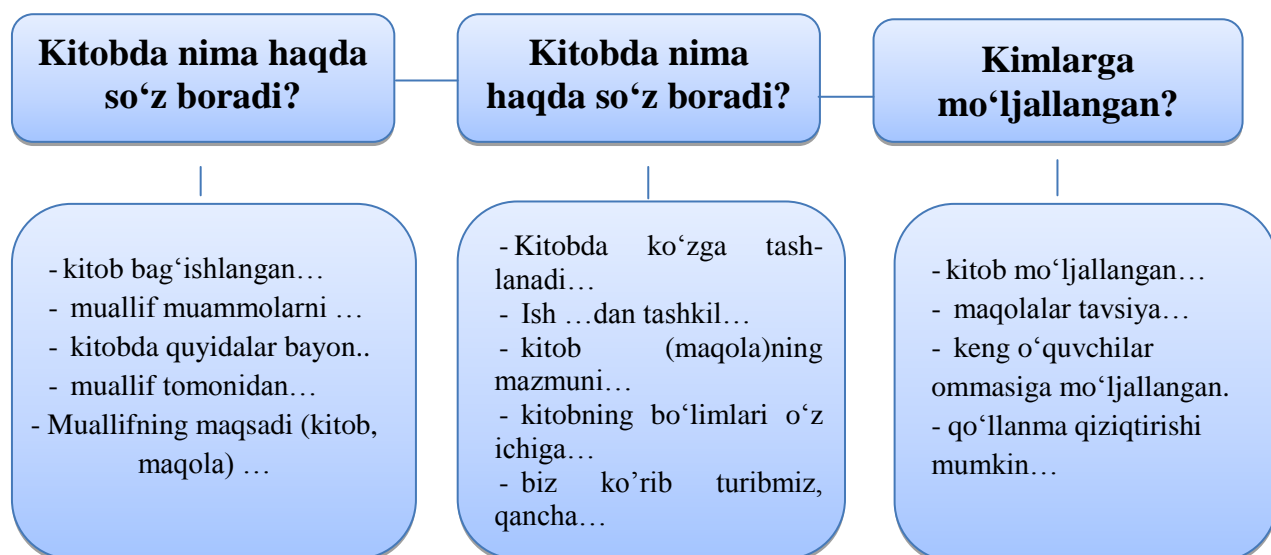 Kitobda nima haqda
so‘z boradi?
Kitobda nima
haqda so‘z boradi?
Kimlarga
mo‘ljallangan?
- kitob bag‘ishlangan…
- muallif muammolarni …
- kitobda quyidalar bayon..
- muallif tomonidan…
- Muallifning maqsadi (kitob,
maqola) …
- Kitobda ko‘zga tash-
lanadi…
- Ish …dan tashkil…
- kitob (maqola)ning
mazmuni…
- kitobning bo‘limlari o‘z
ichiga…
- biz ko’rib turibmiz,
qancha…
- kitob mo‘ljallangan…
- maqolalar tavsiya…
- keng o‘quvchilar
ommasiga mo‘ljallangan.
- qo‘llanma qiziqtirishi
mumkin…